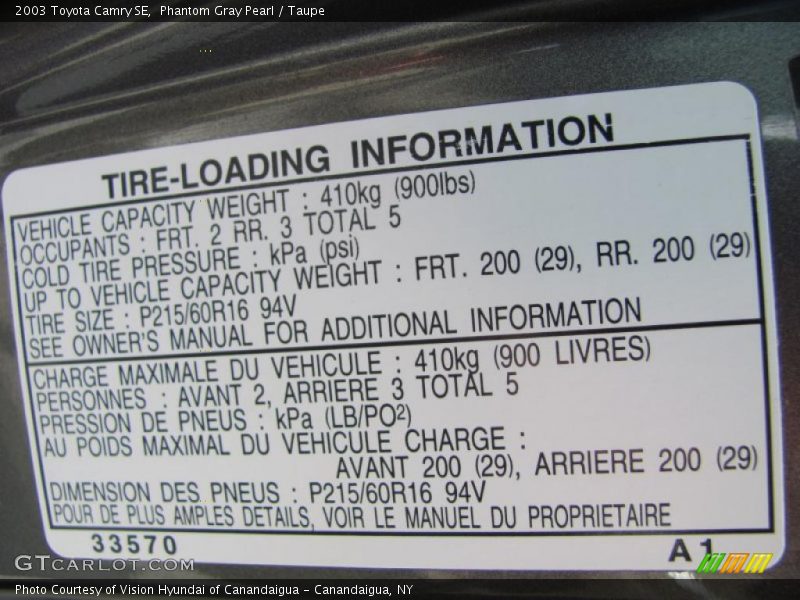 2003 Toyota Camry SE, Phantom Gray Pearl / Taupe
TIRE-LOADING INFORMATION
VEHICLE CAPACITY WEIGHT : 410kg (900lbs)
OCCUPANTS : FRT. 2 RR. 3 TOTAL 5
COLD TIRE PRESSURE : kPa (psi)
UP TO VEHICLE CAPACITY WEIGHT : FRT. 200 (29), RR. 200 (29)
TIRE SIZE : P215/60R16 94V
SEE OWNER'S MANUAL FOR ADDITIONAL INFORMATION
CHARGE MAXIMALE DU VEHICULE : 410kg (900 LIVRES)
PERSONNES : AVANT 2, ARRIERE 3 TOTAL 5
PRESSION DE PNEUS : kPa (LB/PO²)
AU POIDS MAXIMAL DU VEHICULE CHARGE :
AVANT 200 (29), ARRIERE 200 (29)
DIMENSION DES PNEUS : P215/60R16 94V
POUR DE PLUS AMPLES DETAILS, VOIR LE MANUEL DU PROPRIETAIRE
33570 A1
GTCARLOT.COM
Photo Courtesy of Vision Hyundai of Canandaigua - Canandaigua, NY